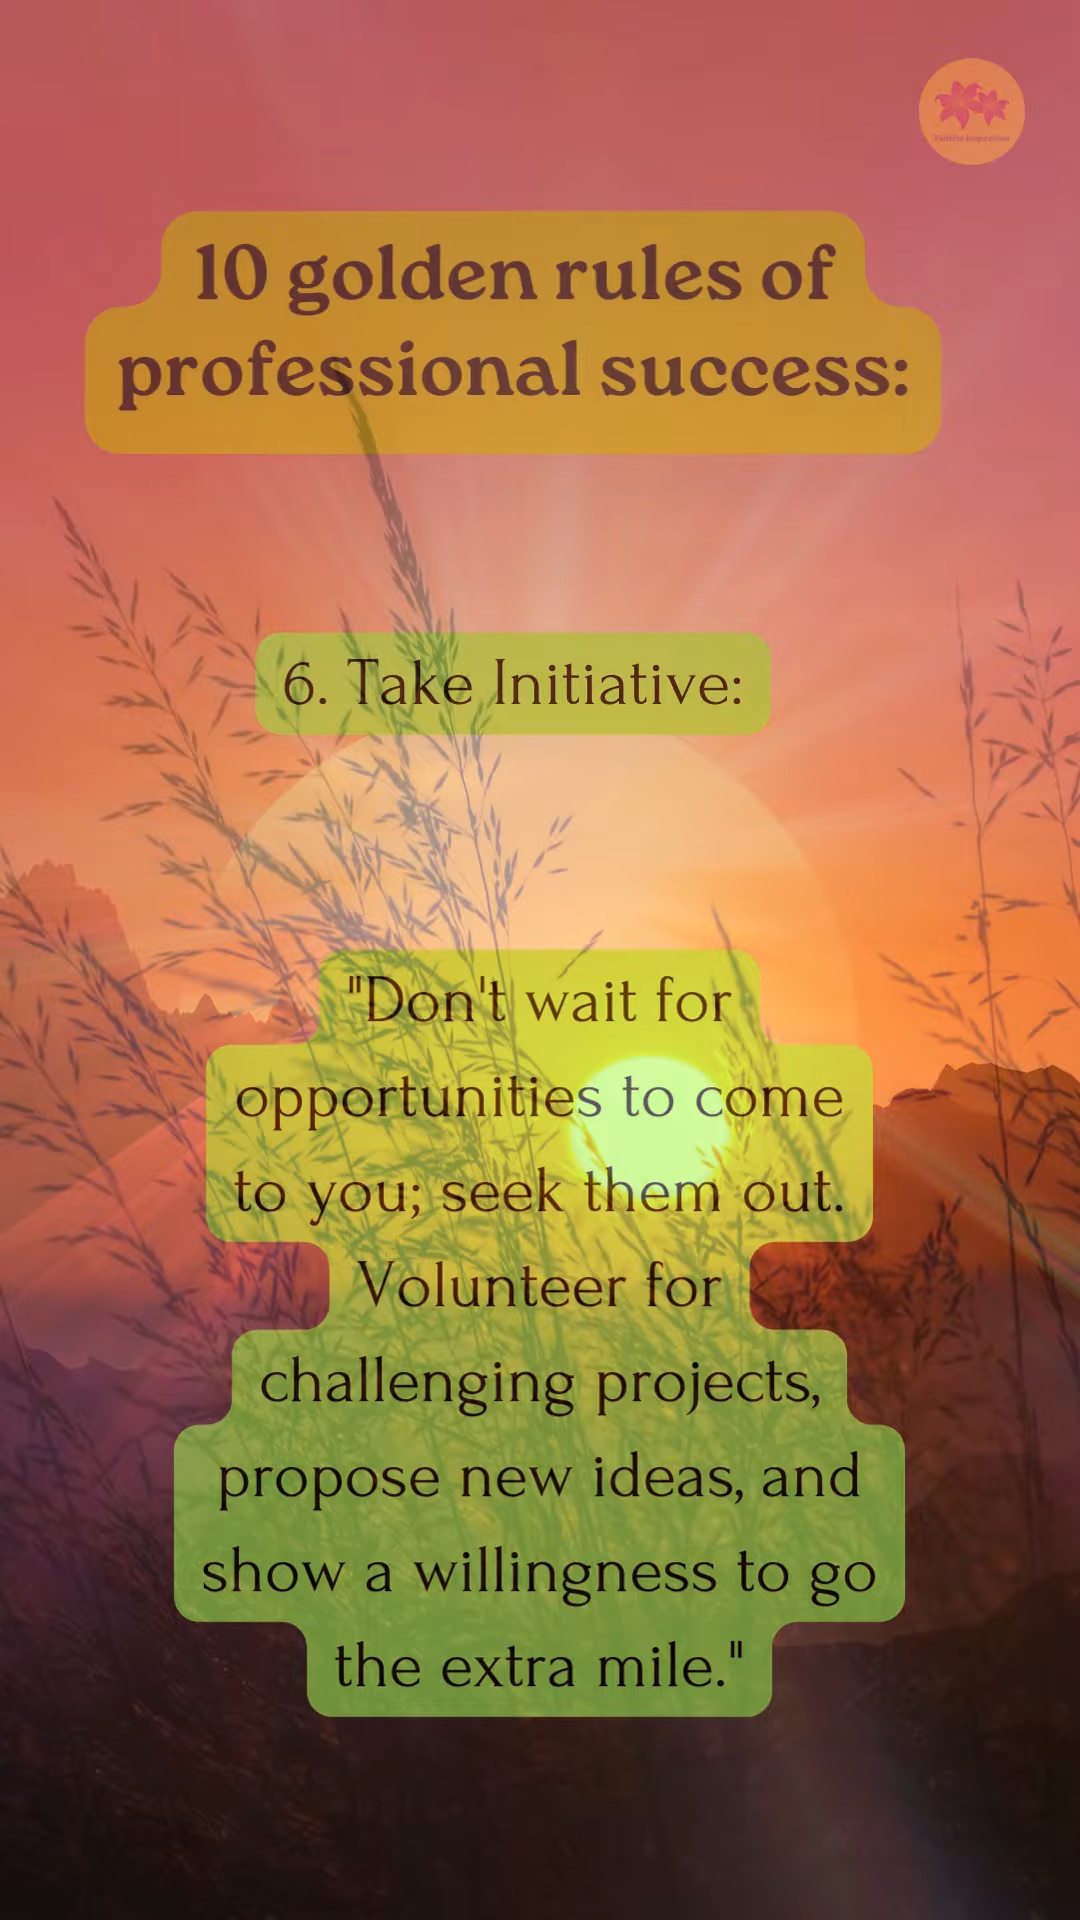 10 golden rules of
professional success:
6. Take Initiative:
"Don't wait for
opportunities to come
to you; seek them out.
Volunteer for
challenging projects,
propose new ideas, and
show a willingness to go
the extra mile."